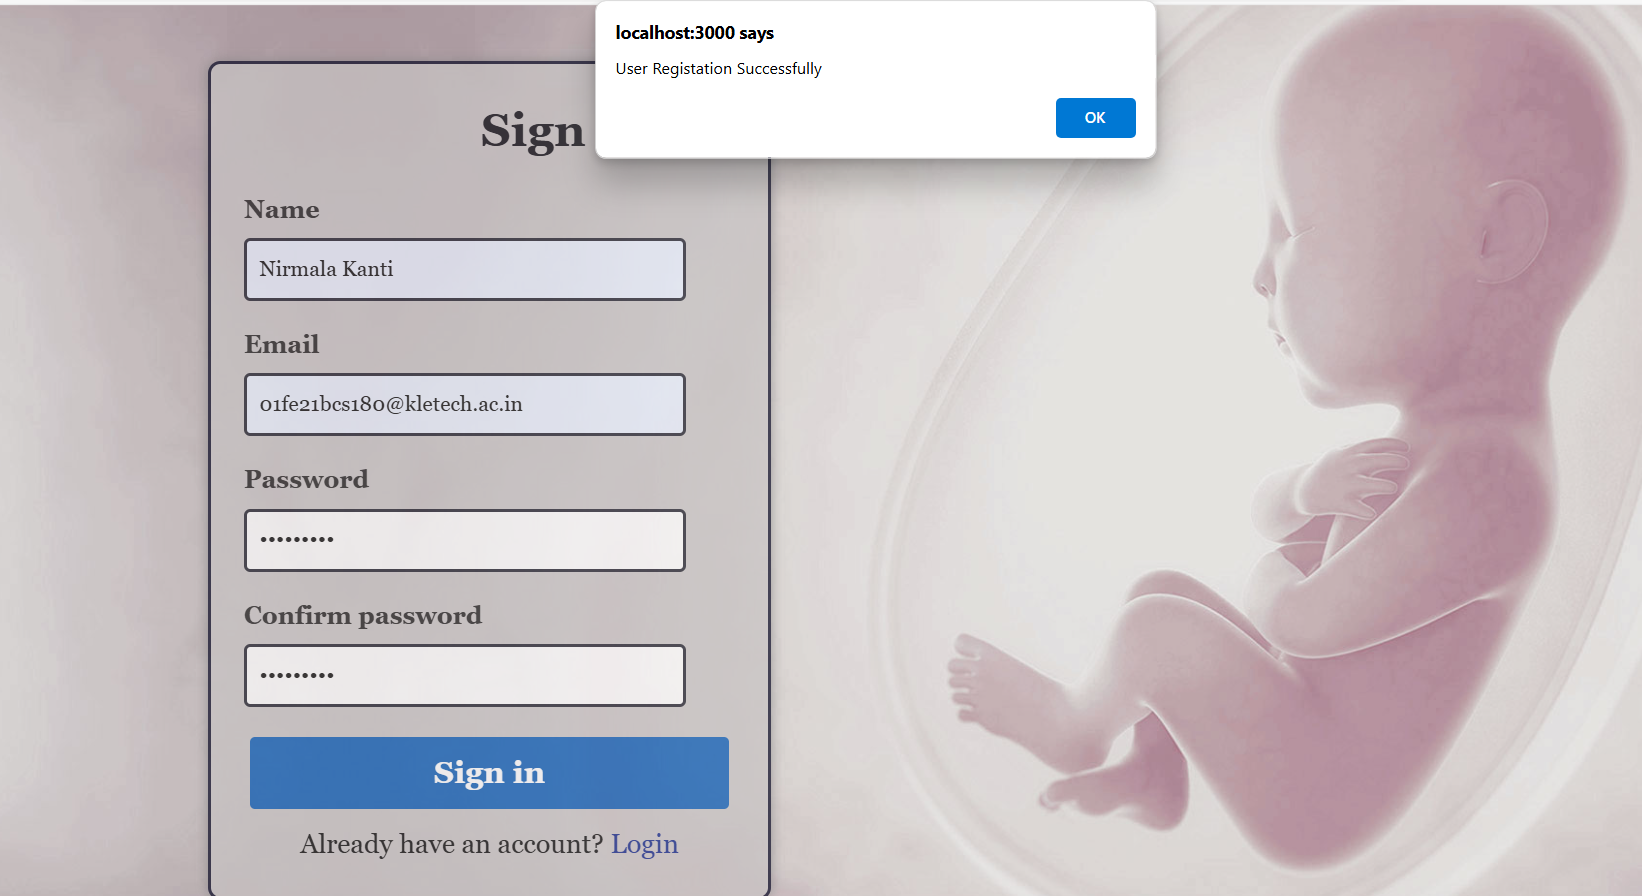 localhost:3000 says
User Registation Successfully
OK
Sign
Name
Nirmala Kanti
Email
01fe21bcs180@kletech.ac.in
Password
•••••••••
Confirm password
•••••••••
Sign in
Already have an account? Login